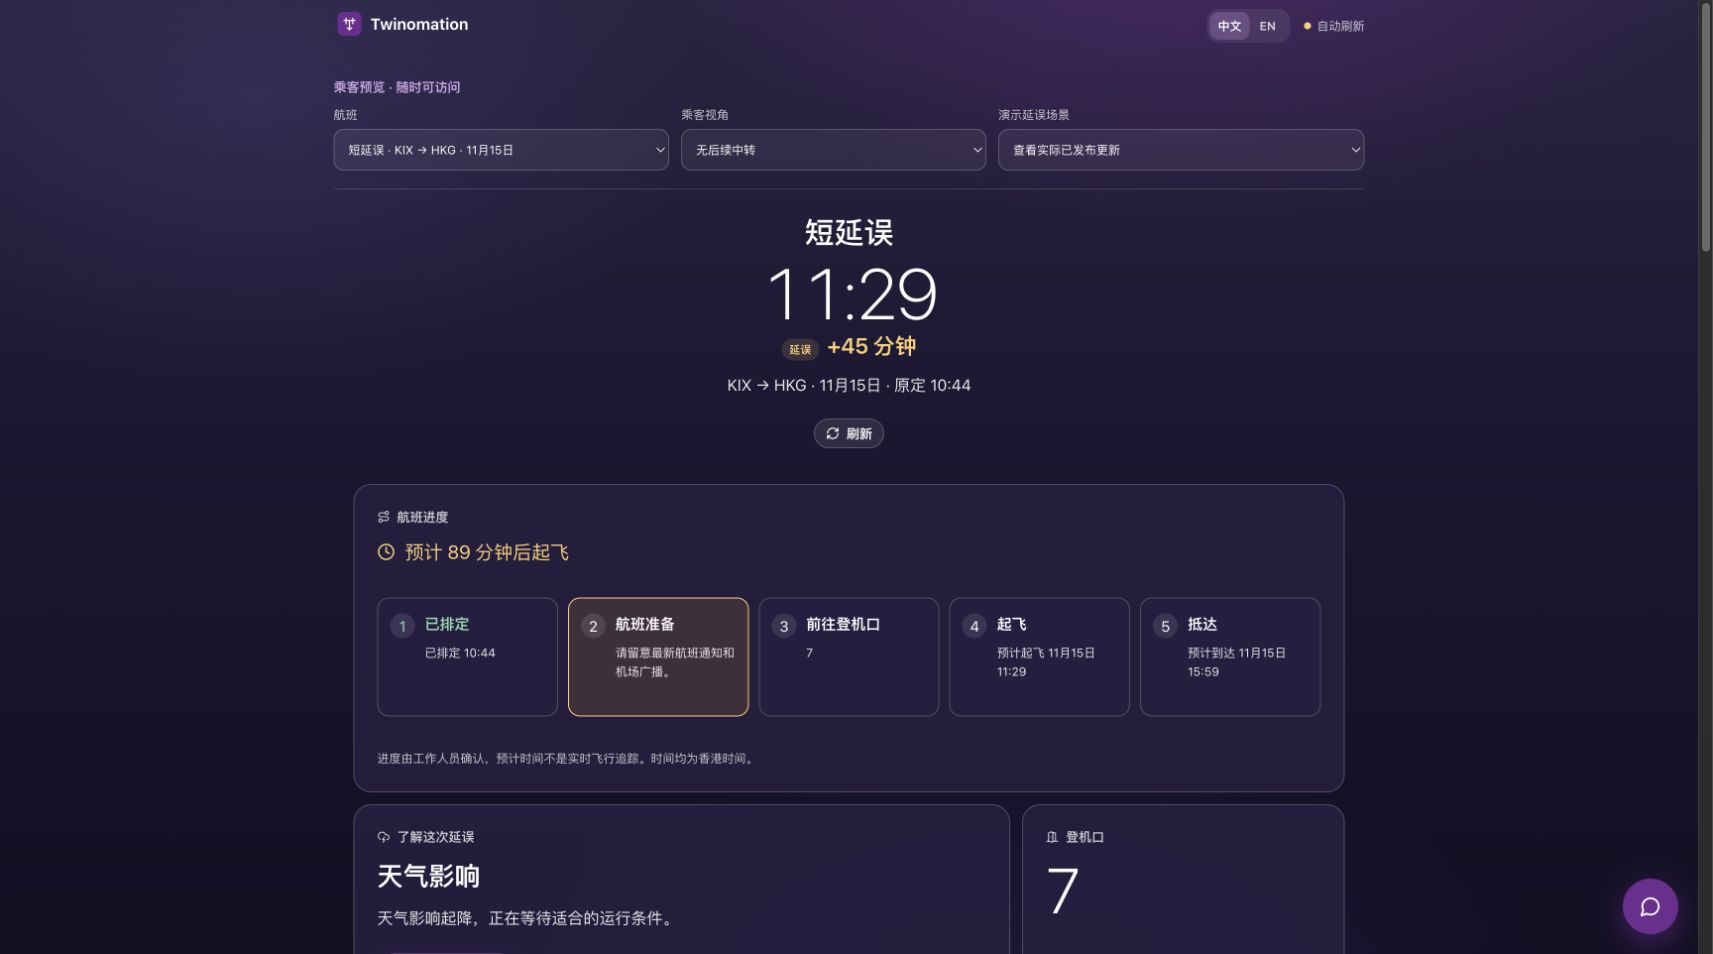 Twinomation
中文 EN 自动刷新
乘客预览 · 随时可访问
航班 乘客视角 演示延误场景
短延误 · KIX → HKG · 11月15日 无后续中转 查看实际已发布更新
短延误
11:29
延误 +45 分钟
KIX → HKG · 11月15日 · 原定 10:44
刷新
航班进度
预计 89 分钟后起飞
1 已排定
已排定 10:44
2 航班准备
请留意最新航班通知和
机场广播。
3 前往登机口
7
4 起飞
预计起飞 11月15日
11:29
5 抵达
预计到达 11月15日
15:59
进度由工作人员确认，预计时间不是实时飞行追踪。时间均为香港时间。
了解这次延误
天气影响
天气影响起降，正在等待适合的运行条件。
登机口
7